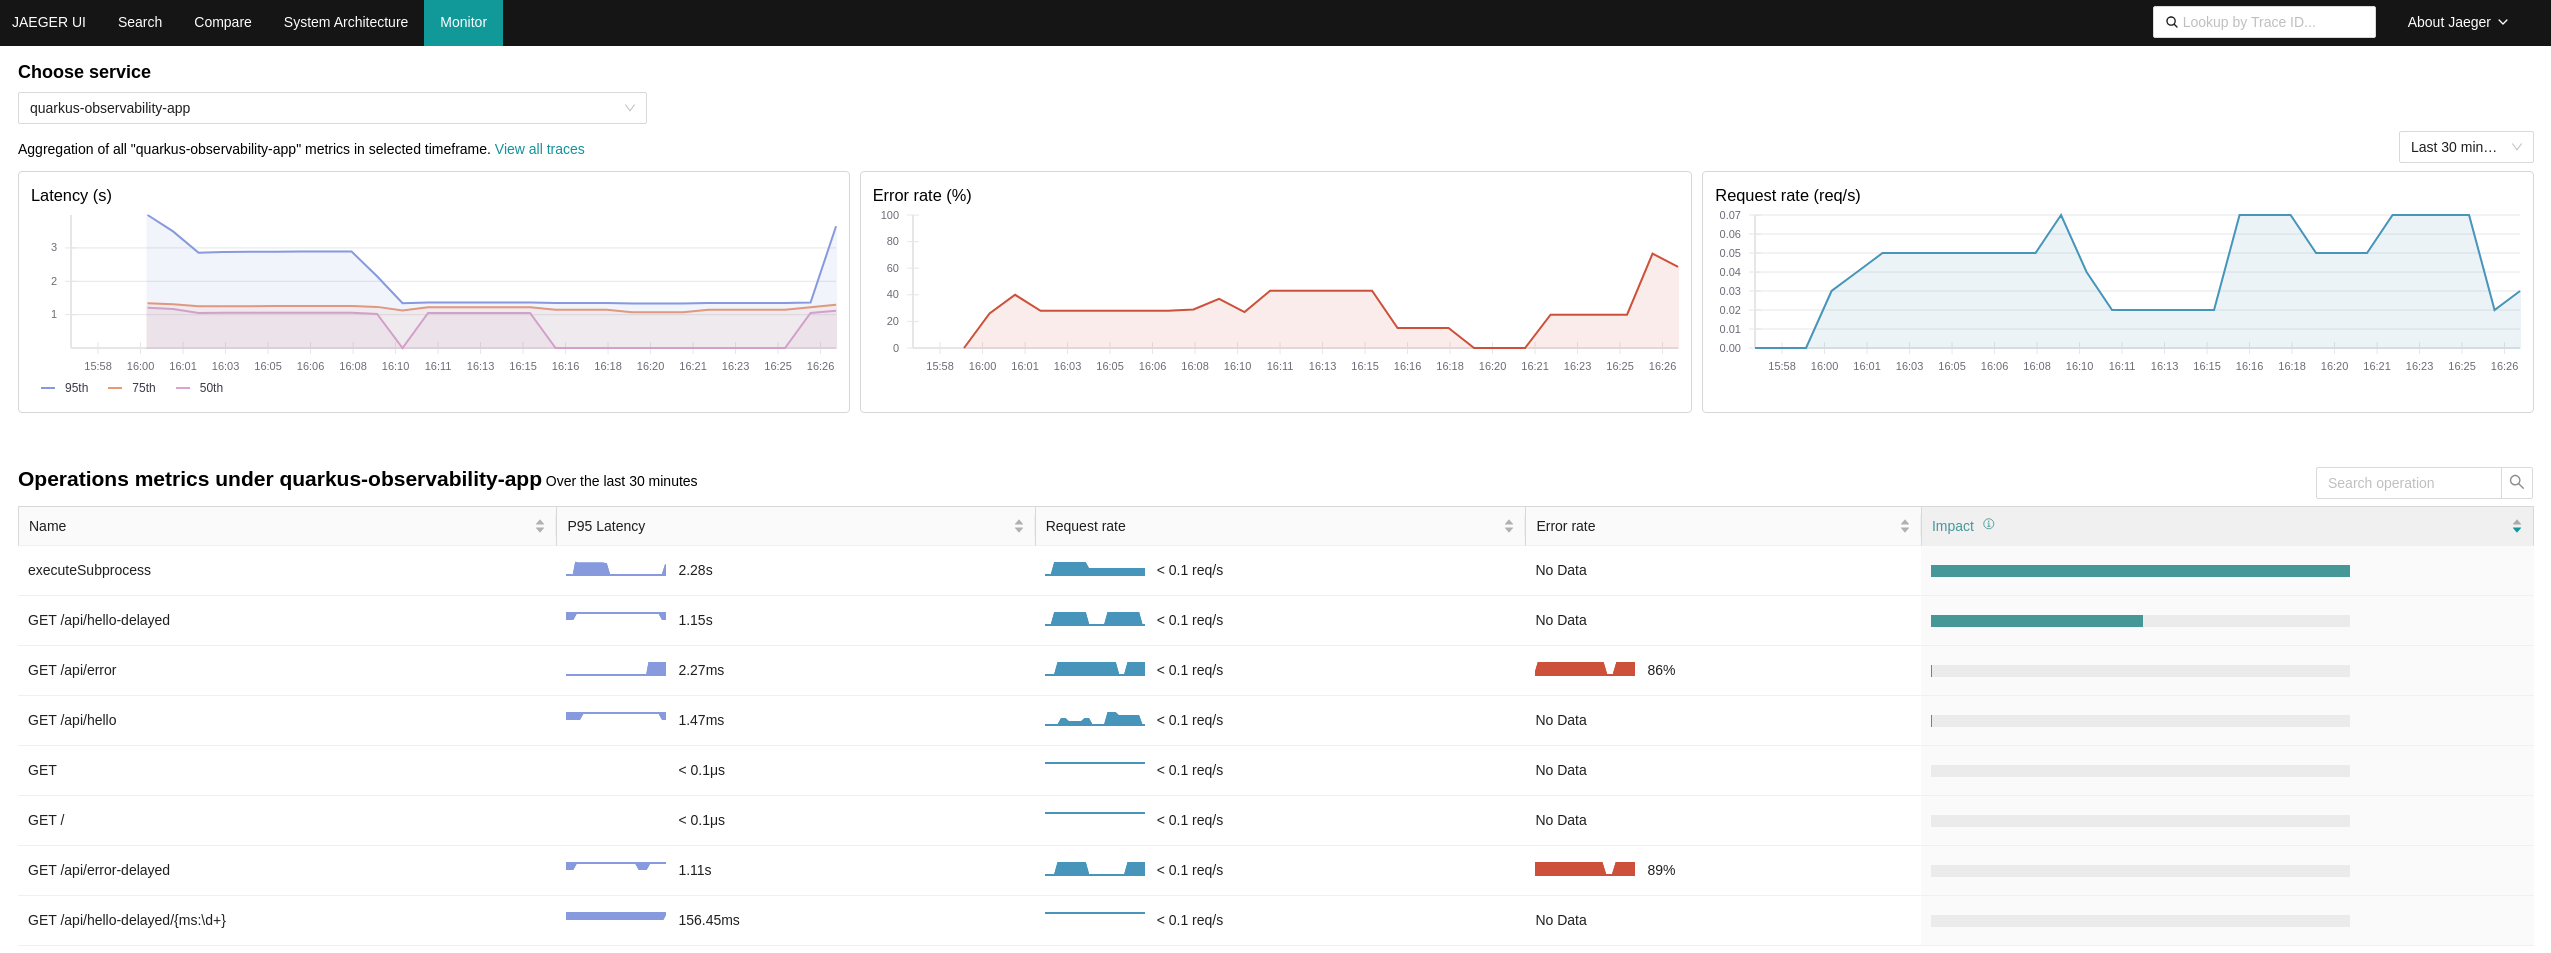 JAEGER UI Search Compare System Architecture Monitor Lookup by Trace ID... About Jaeger
Choose service
quarkus-observability-app
Aggregation of all "quarkus-observability-app" metrics in selected timeframe. View all traces Last 30 min…
Latency (s) Error rate (%) Request rate (req/s)
3
2
1
15:58 16:00 16:01 16:03 16:05 16:06 16:08 16:10 16:11 16:13 16:15 16:16 16:18 16:20 16:21 16:23 16:25 16:26
95th 75th 50th
100
80
60
40
20
0
15:58 16:00 16:01 16:03 16:05 16:06 16:08 16:10 16:11 16:13 16:15 16:16 16:18 16:20 16:21 16:23 16:25 16:26
0.07
0.06
0.05
0.04
0.03
0.02
0.01
0.00
15:58 16:00 16:01 16:03 16:05 16:06 16:08 16:10 16:11 16:13 16:15 16:16 16:18 16:20 16:21 16:23 16:25 16:26
Operations metrics under quarkus-observability-app Over the last 30 minutes Search operation
Name P95 Latency Request rate Error rate Impact
executeSubprocess 2.28s < 0.1 req/s No Data
GET /api/hello-delayed 1.15s < 0.1 req/s No Data
GET /api/error 2.27ms < 0.1 req/s 86%
GET /api/hello 1.47ms < 0.1 req/s No Data
GET < 0.1μs < 0.1 req/s No Data
GET / < 0.1μs < 0.1 req/s No Data
GET /api/error-delayed 1.11s < 0.1 req/s 89%
GET /api/hello-delayed/{ms:\d+} 156.45ms < 0.1 req/s No Data